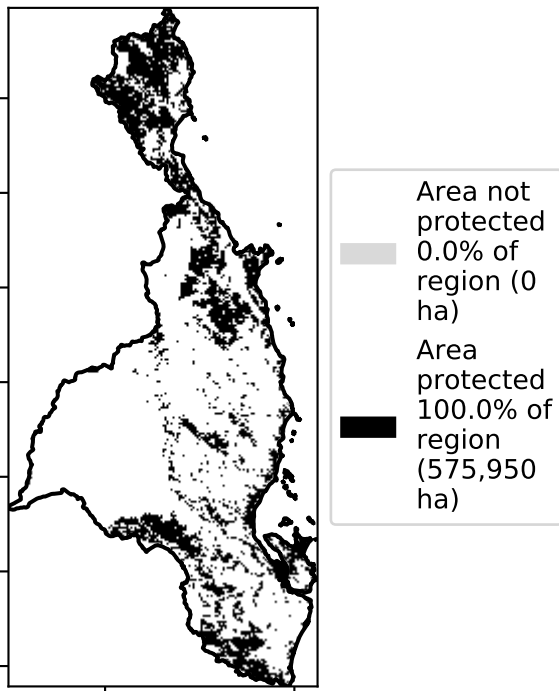 Area not
protected
0.0% of
region (0
ha)
Area
protected
100.0% of
region
(575,950
ha)